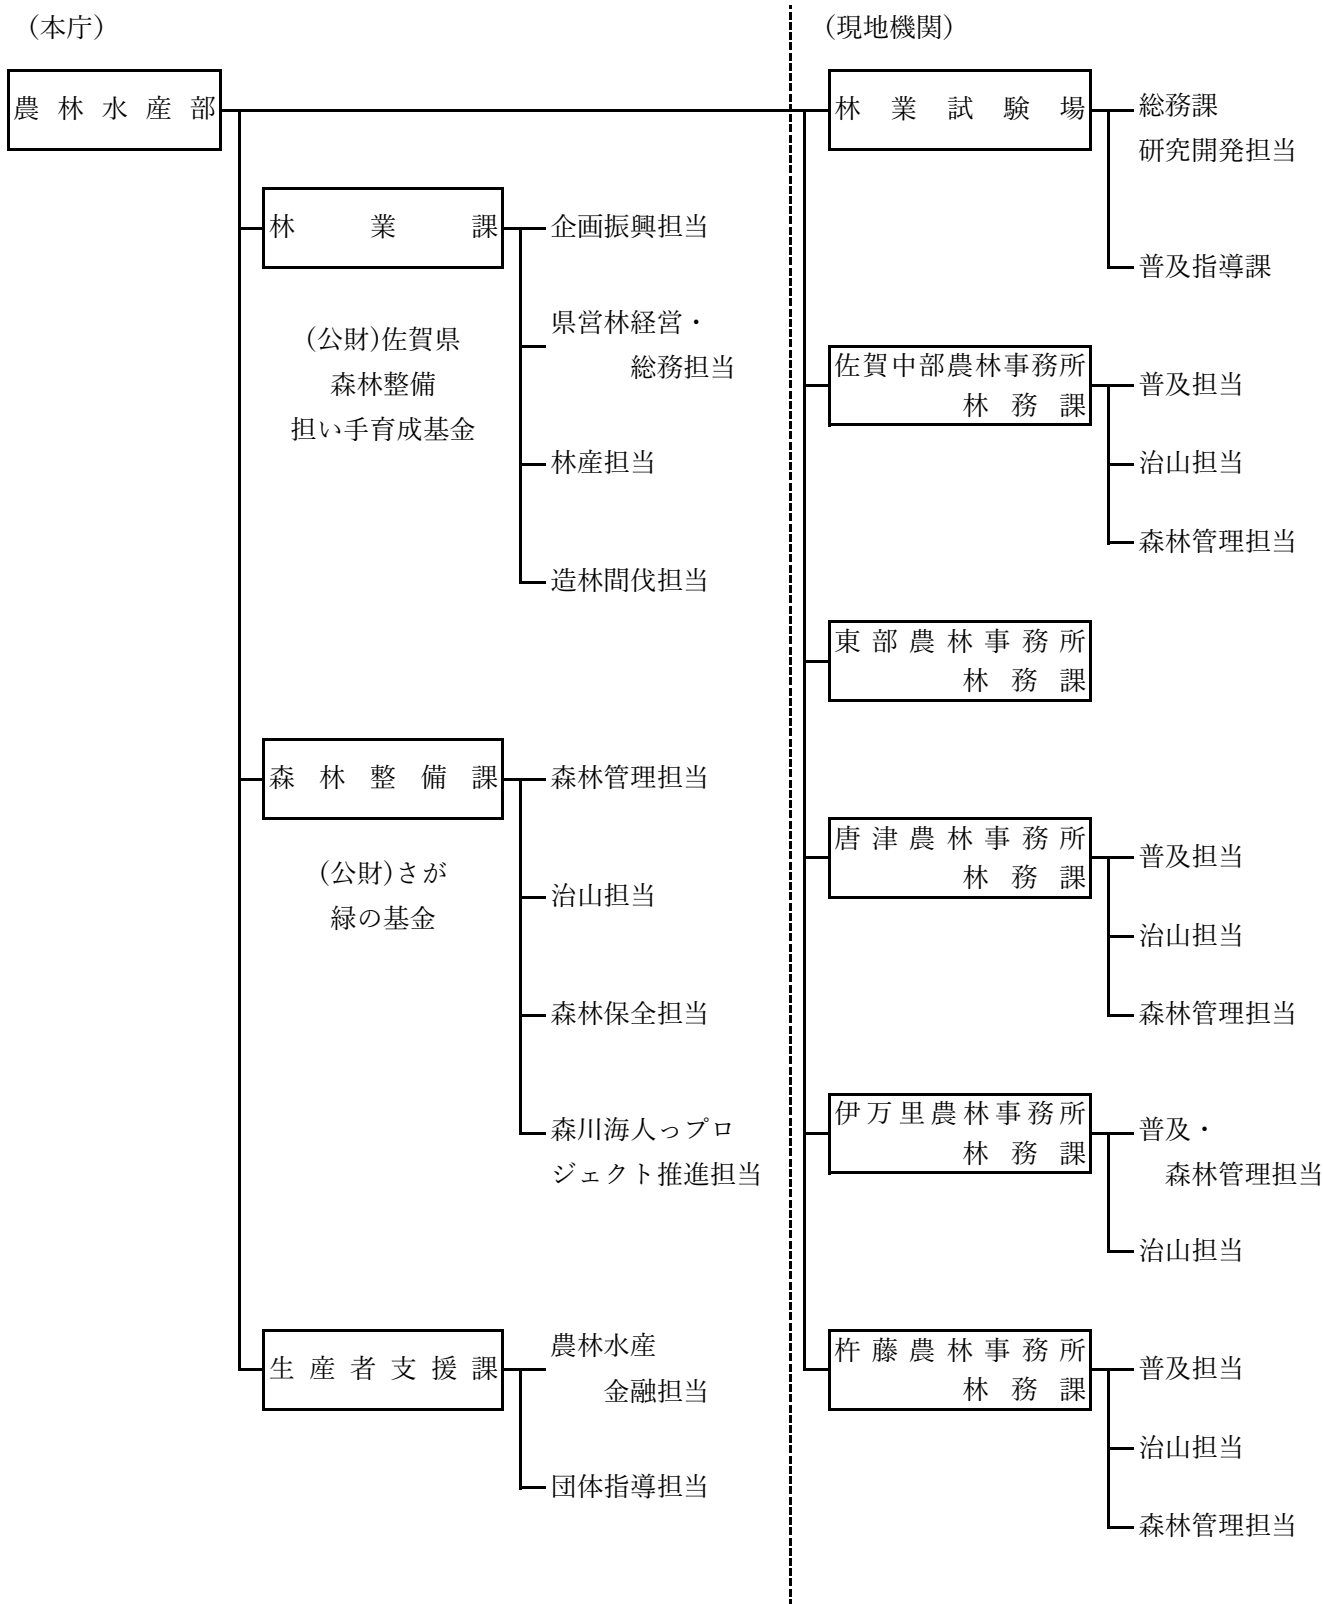 (本庁)
農林水産部
林業課
企画振興担当
(公財)佐賀県
森林整備
担い手育成基金
県営林経営・
総務担当
林産担当
造林間伐担当
森林整備課
森林管理担当
(公財)さが
緑の基金
治山担当
森林保全担当
森川海人っプロ
ジェクト推進担当
生産者支援課
農林水産
金融担当
団体指導担当
(現地機関)
林業試験場
総務課
研究開発担当
普及指導課
佐賀中部農林事務所
林務課
普及担当
治山担当
森林管理担当
東部農林事務所
林務課
唐津農林事務所
林務課
普及担当
治山担当
森林管理担当
伊万里農林事務所
林務課
普及・
森林管理担当
治山担当
杵藤農林事務所
林務課
普及担当
治山担当
森林管理担当